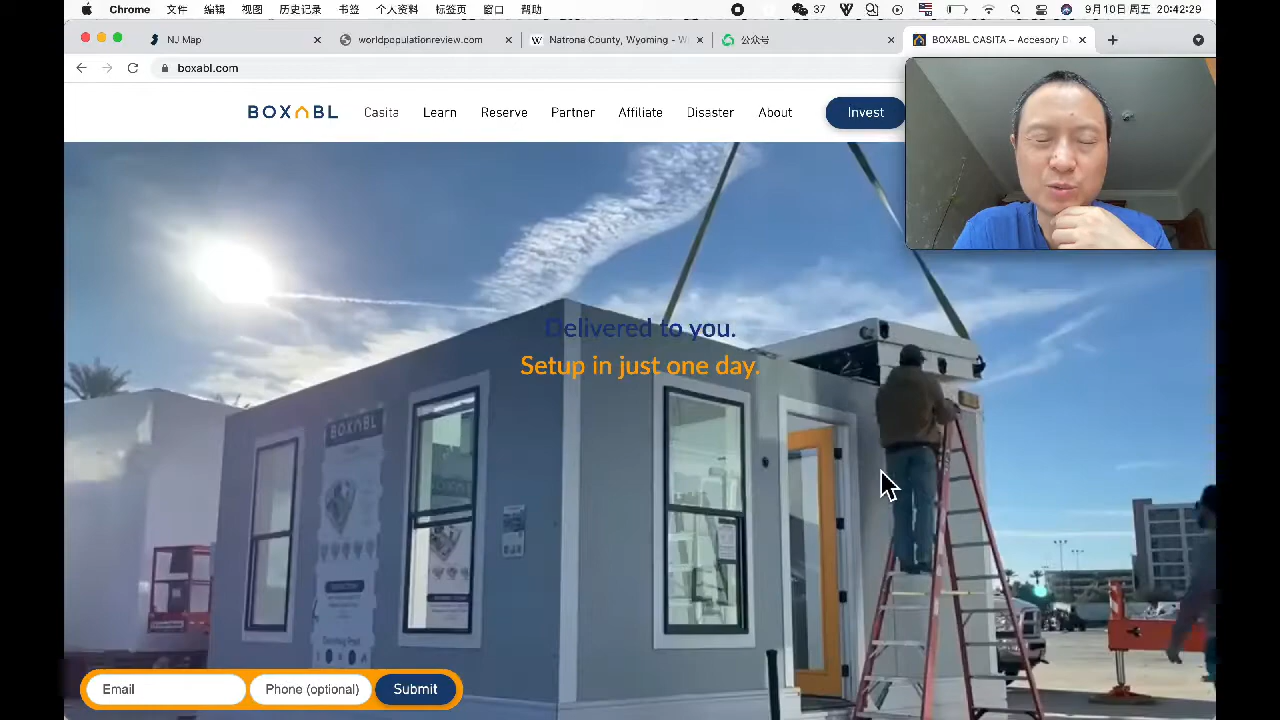 Chrome 文件 编辑 视图 历史记录 书签 个人资料 标签页 窗口 帮助 37 9月10日 周五 20:42:29
NJ Map worldpopulationreview.com Natrona County, Wyoming - W 公众号 BOXABL CASITA – Accesory D
boxabl.com
BOXABL Casita Learn Reserve Partner Affiliate Disaster About Invest
Delivered to you.
Setup in just one day.
BOXABL
Email Phone (optional) Submit